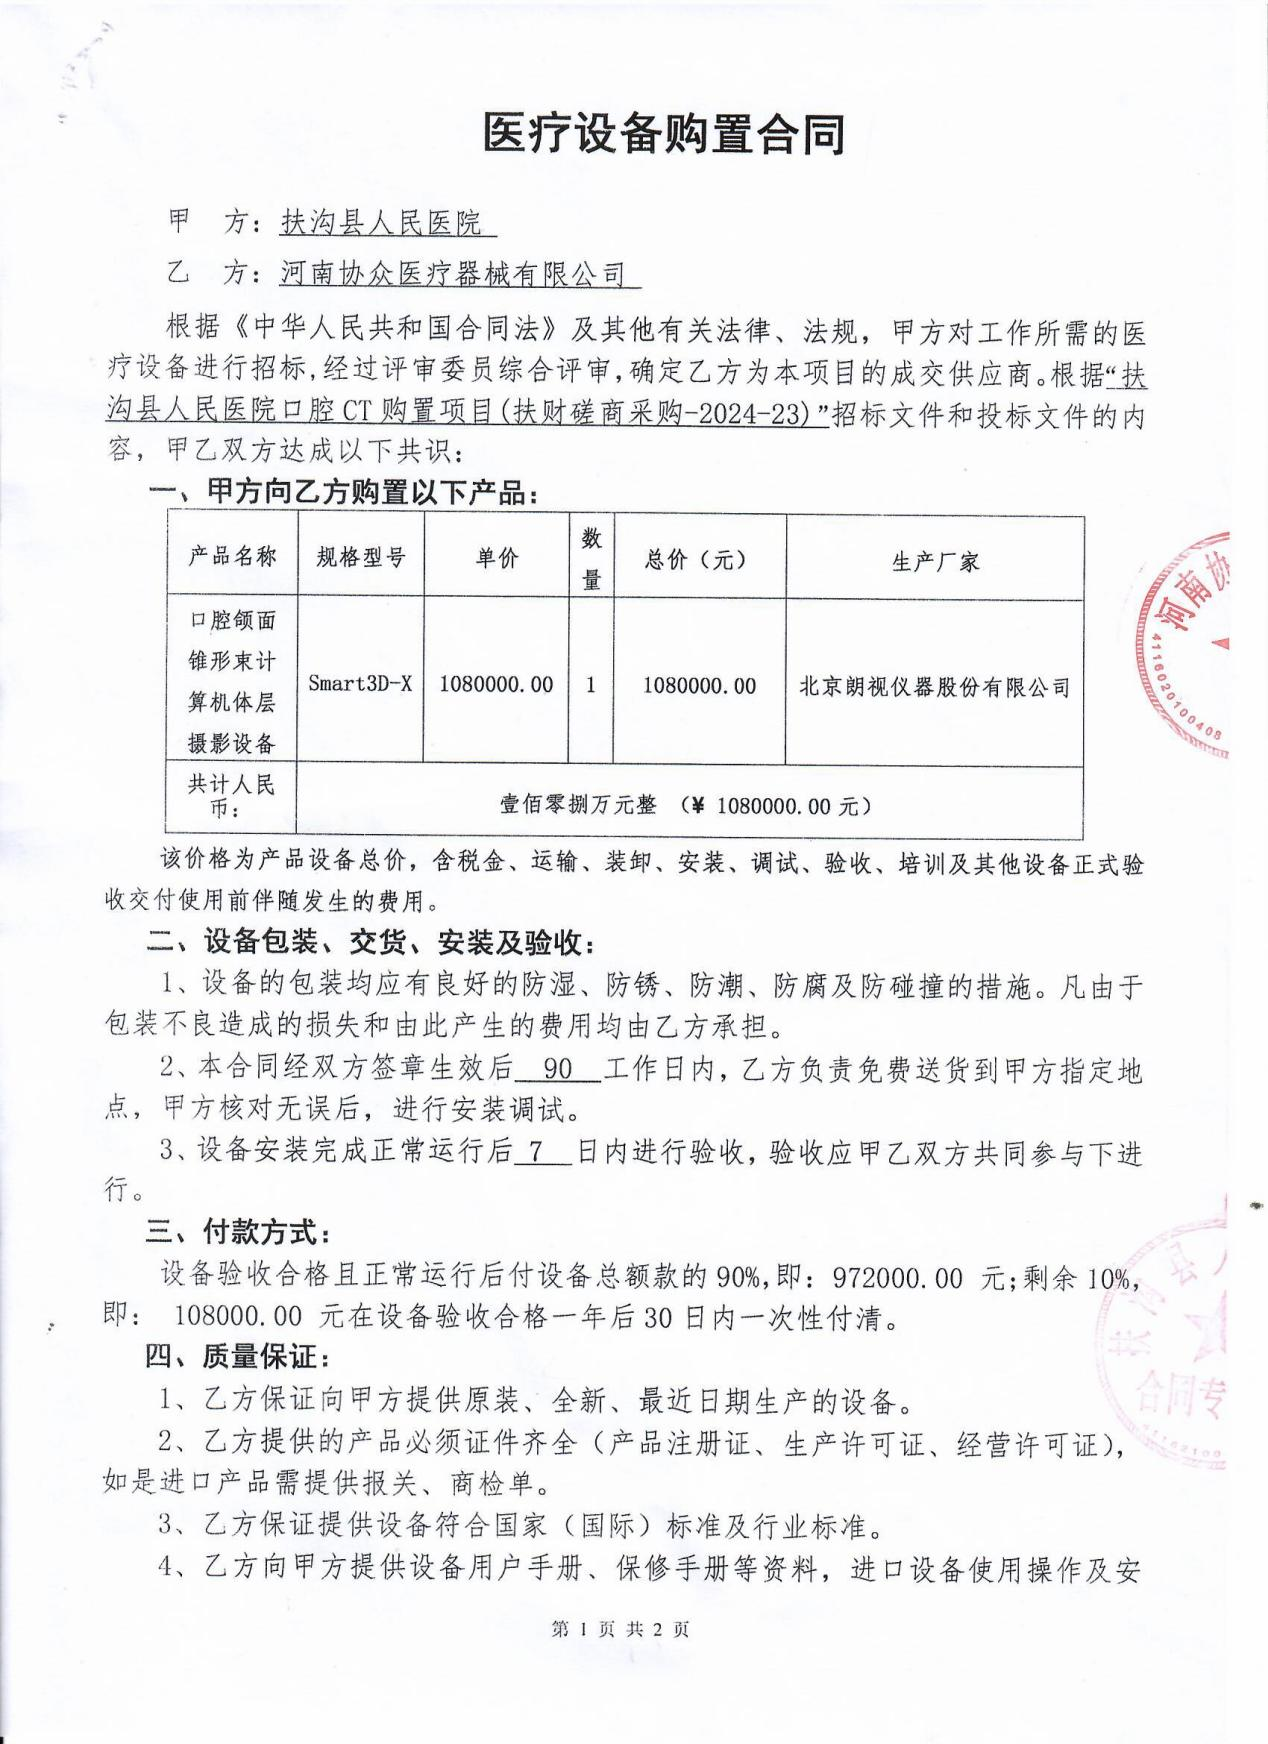 医疗设备购置合同
甲 方：扶沟县人民医院
乙 方：河南协众医疗器械有限公司
根据《中华人民共和国合同法》及其他有关法律、法规，甲方对工作所需的医
疗设备进行招标,经过评审委员综合评审,确定乙方为本项目的成交供应商。根据“扶
沟县人民医院口腔 CT 购置项目(扶财磋商采购-2024-23)”招标文件和投标文件的内
容，甲乙双方达成以下共识：
一、甲方向乙方购置以下产品：
产品名称 规格型号 单价 数量 总价（元） 生产厂家
口腔颌面
锥形束计
算机体层
摄影设备
Smart3D-X 1080000.00 1 1080000.00 北京朗视仪器股份有限公司
共计人民
币：
壹佰零捌万元整 （¥ 1080000.00 元）
该价格为产品设备总价，含税金、运输、装卸、安装、调试、验收、培训及其他设备正式验
收交付使用前伴随发生的费用。
二、设备包装、交货、安装及验收：
1、设备的包装均应有良好的防湿、防锈、防潮、防腐及防碰撞的措施。凡由于
包装不良造成的损失和由此产生的费用均由乙方承担。
2、本合同经双方签章生效后 90 工作日内，乙方负责免费送货到甲方指定地
点，甲方核对无误后，进行安装调试。
3、设备安装完成正常运行后 7 日内进行验收，验收应甲乙双方共同参与下进
行。
三、付款方式：
设备验收合格且正常运行后付设备总额款的 90%,即：972000.00 元;剩余 10%,
即： 108000.00 元在设备验收合格一年后 30 日内一次性付清。
四、质量保证：
1、乙方保证向甲方提供原装、全新、最近日期生产的设备。
2、乙方提供的产品必须证件齐全（产品注册证、生产许可证、经营许可证），
如是进口产品需提供报关、商检单。
3、乙方保证提供设备符合国家（国际）标准及行业标准。
4、乙方向甲方提供设备用户手册、保修手册等资料，进口设备使用操作及安
第 1 页 共 2 页
河南协
4116020100408
扶沟县人
合同专